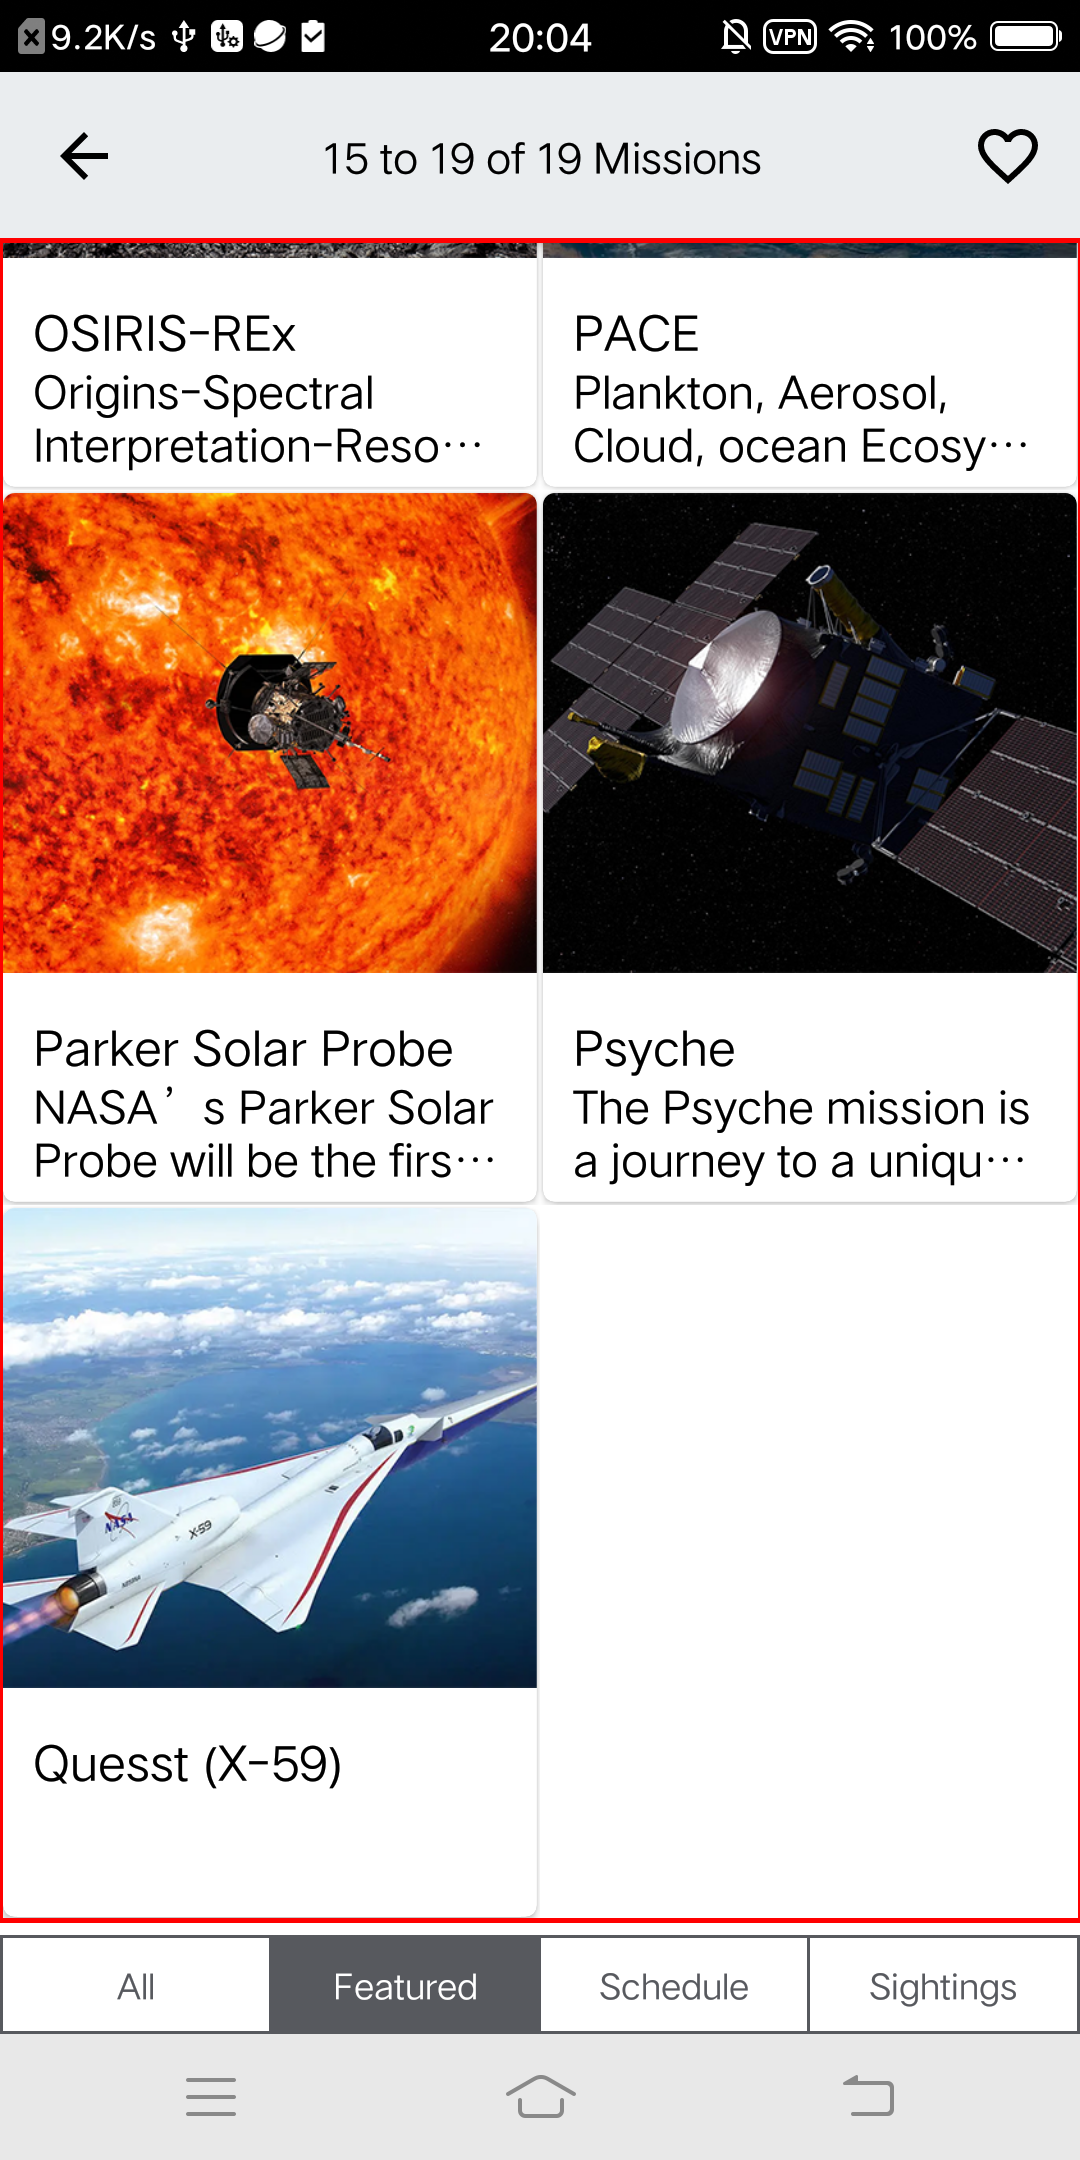 9.2K/s
20:04
VPN
100%
15 to 19 of 19 Missions
OSIRIS-REx
Origins-Spectral
Interpretation-Reso···
PACE
Plankton, Aerosol,
Cloud, ocean Ecosy···
Parker Solar Probe
NASA’s Parker Solar
Probe will be the firs···
Psyche
The Psyche mission is
a journey to a uniqu···
NASA
X-59
Quesst (X-59)
All
Featured
Schedule
Sightings